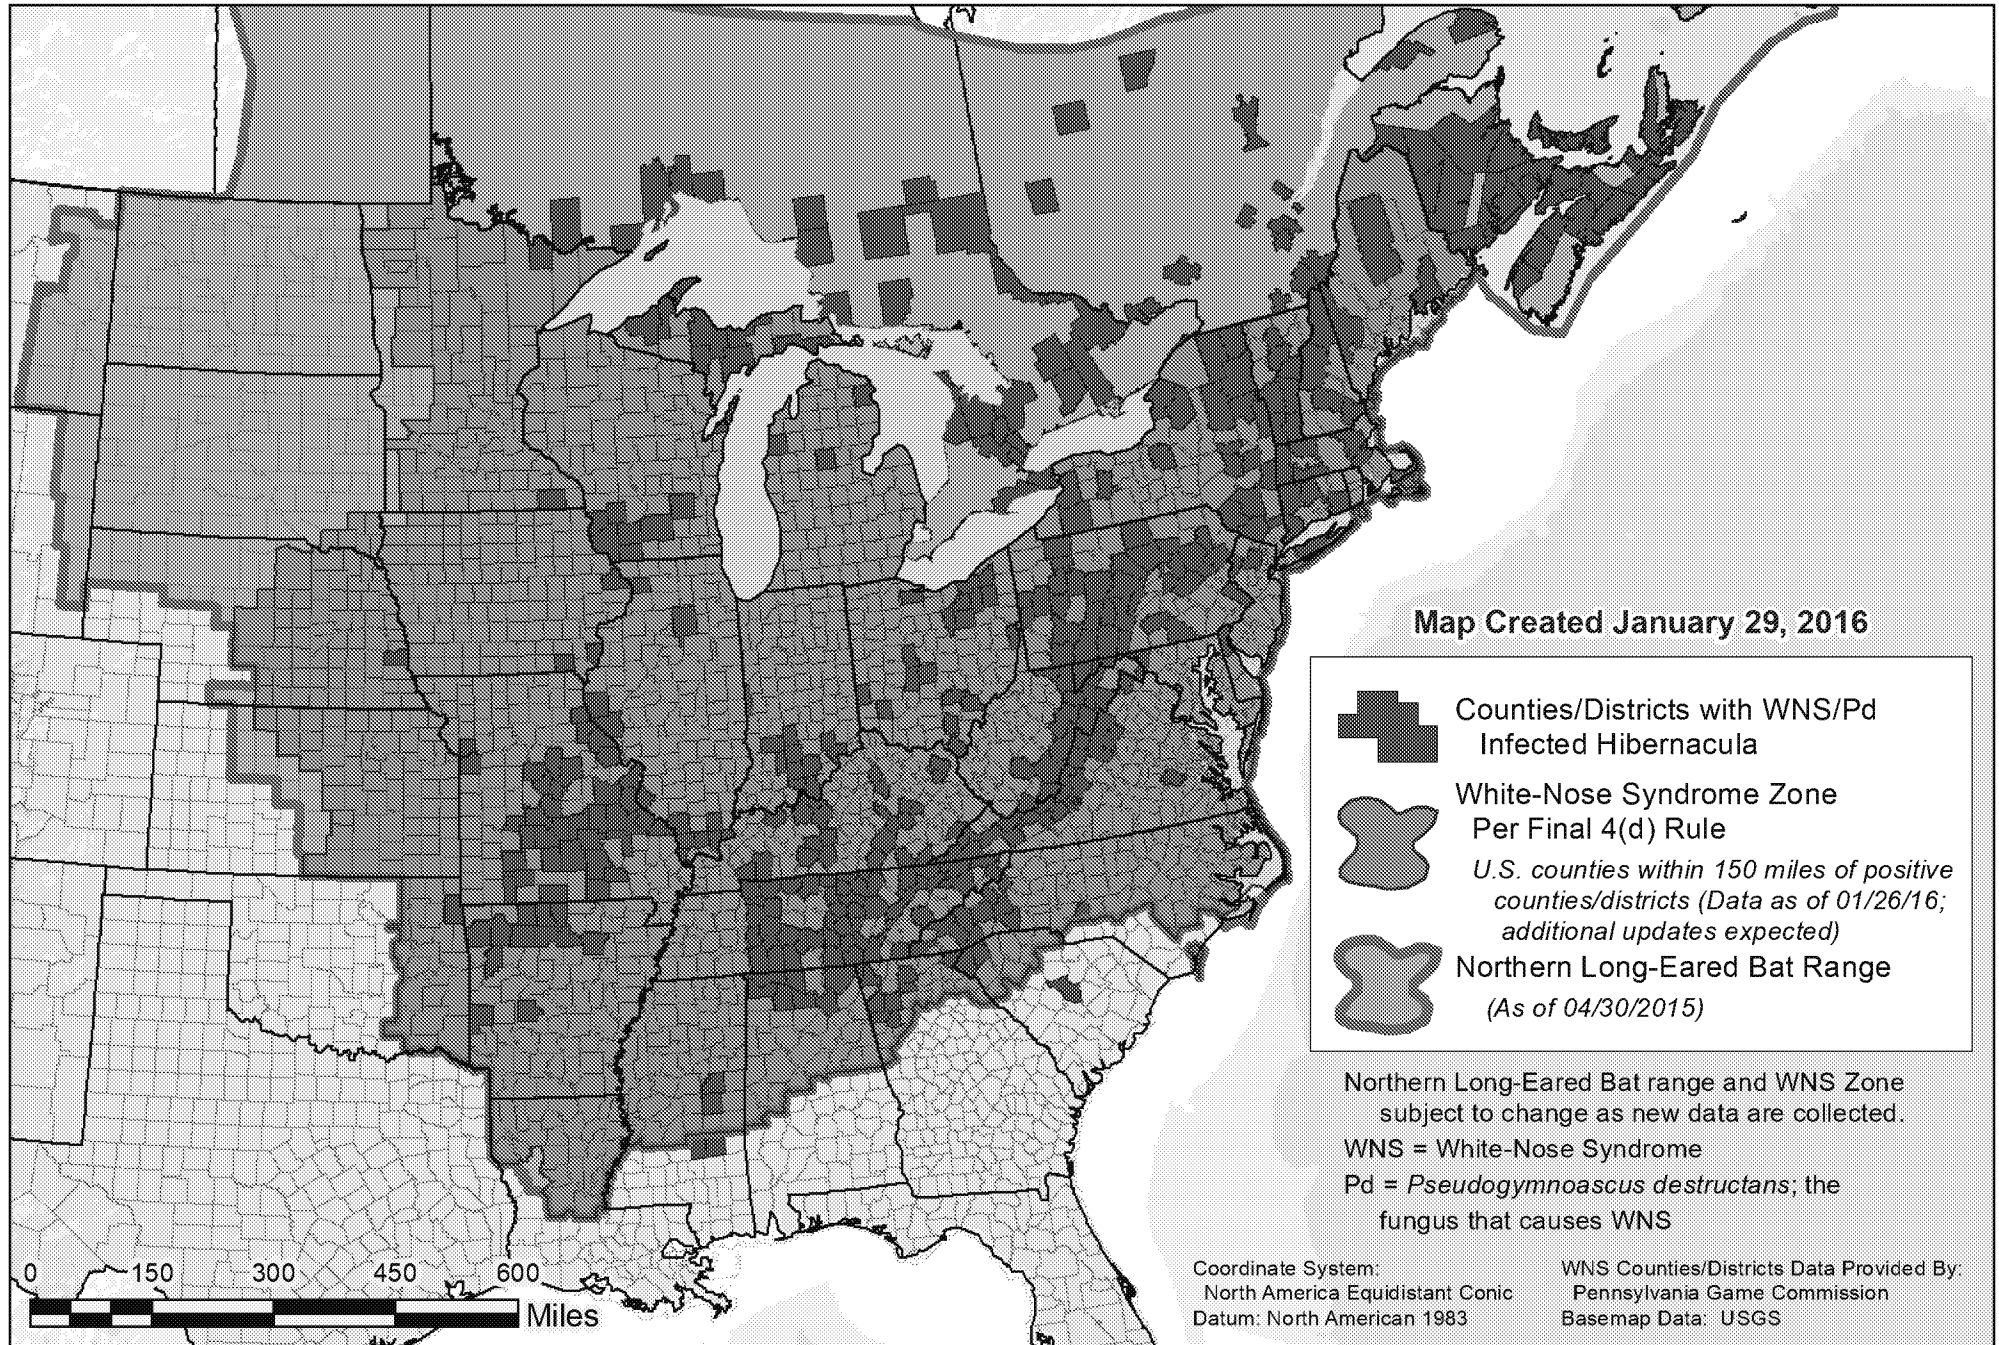 Map Created January 29, 2016
Counties/Districts with WNS/Pd
Infected Hibernacula
White-Nose Syndrome Zone
Per Final 4(d) Rule
U.S. counties within 150 miles of positive
counties/districts (Data as of 01/26/16;
additional updates expected)
Northern Long-Eared Bat Range
(As of 04/30/2015)
Northern Long-Eared Bat range and WNS Zone
subject to change as new data are collected.
WNS = White-Nose Syndrome
Pd = Pseudogymnoascus destructans; the
fungus that causes WNS
0 150 300 450 600
Miles
Coordinate System:
North America Equidistant Conic
Datum: North American 1983
WNS Counties/Districts Data Provided By:
Pennsylvania Game Commission
Basemap Data: USGS